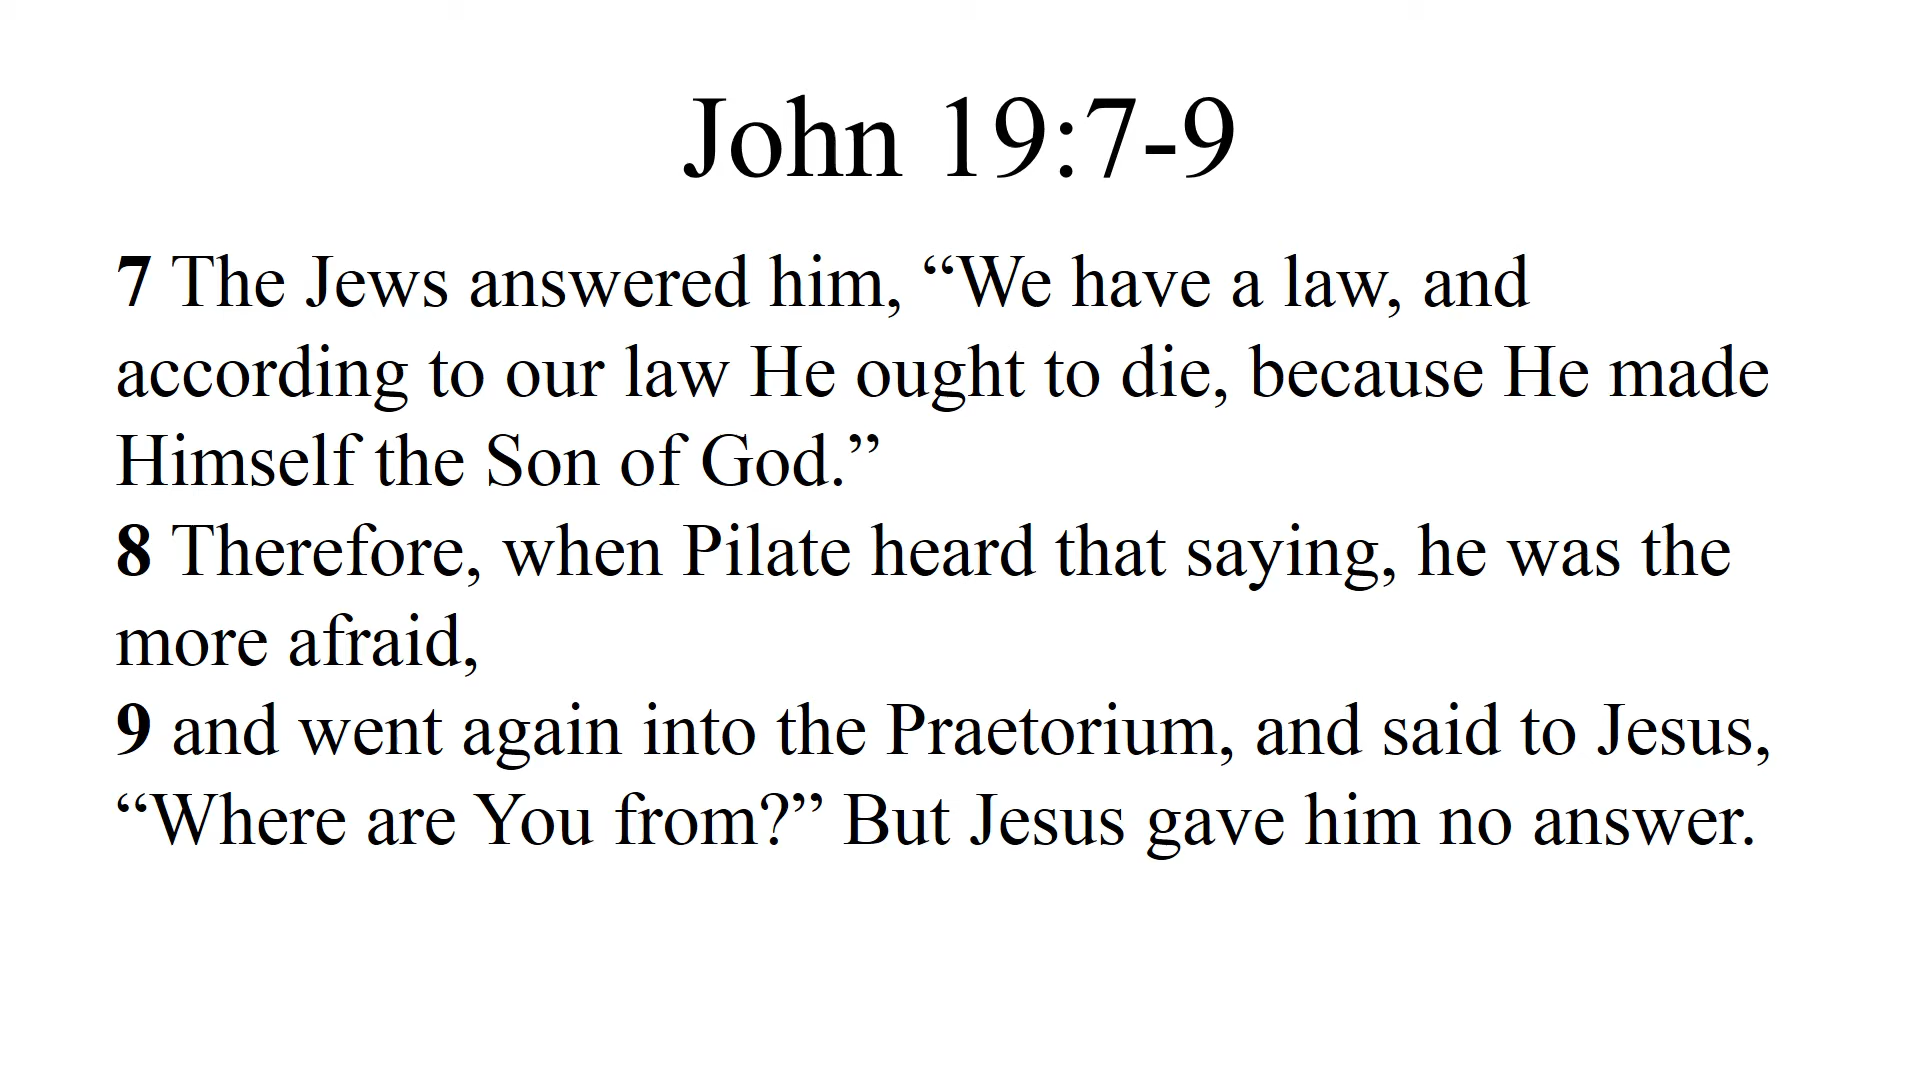 John 19:7-9
7 The Jews answered him, “We have a law, and
according to our law He ought to die, because He made
Himself the Son of God.”
8 Therefore, when Pilate heard that saying, he was the
more afraid,
9 and went again into the Praetorium, and said to Jesus,
“Where are You from?” But Jesus gave him no answer.